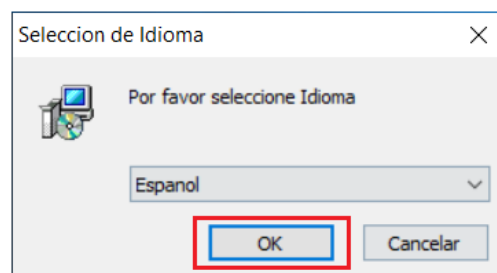 Seleccion de Idioma
Por favor seleccione Idioma
Espanol
OK
Cancelar